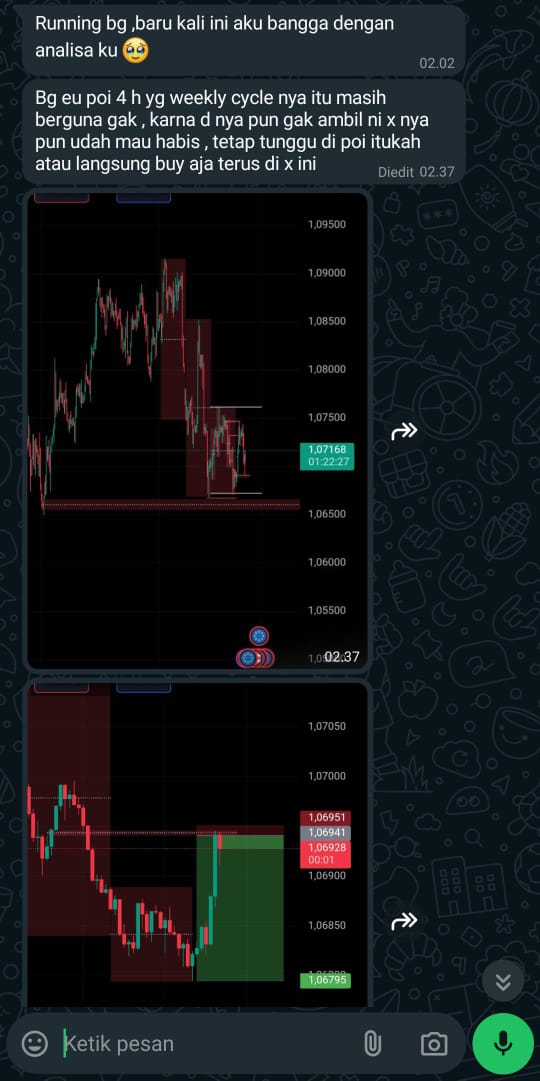 Running bg ,baru kali ini aku bangga dengan
analisa ku 🥹
02.02
Bg eu poi 4 h yg weekly cycle nya itu masih
berguna gak , karna d nya pun gak ambil ni x nya
pun udah mau habis , tetap tunggu di poi itukah
atau langsung buy aja terus di x ini
Diedit 02.37
1,09500
1,09000
1,08500
1,08000
1,07500
1,07168
01:22:27
1,06500
1,06000
1,05500
02.37
1,07050
1,07000
1,06951
1,06941
1,06928
00:01
1,06900
1,06850
1,06795
Ketik pesan